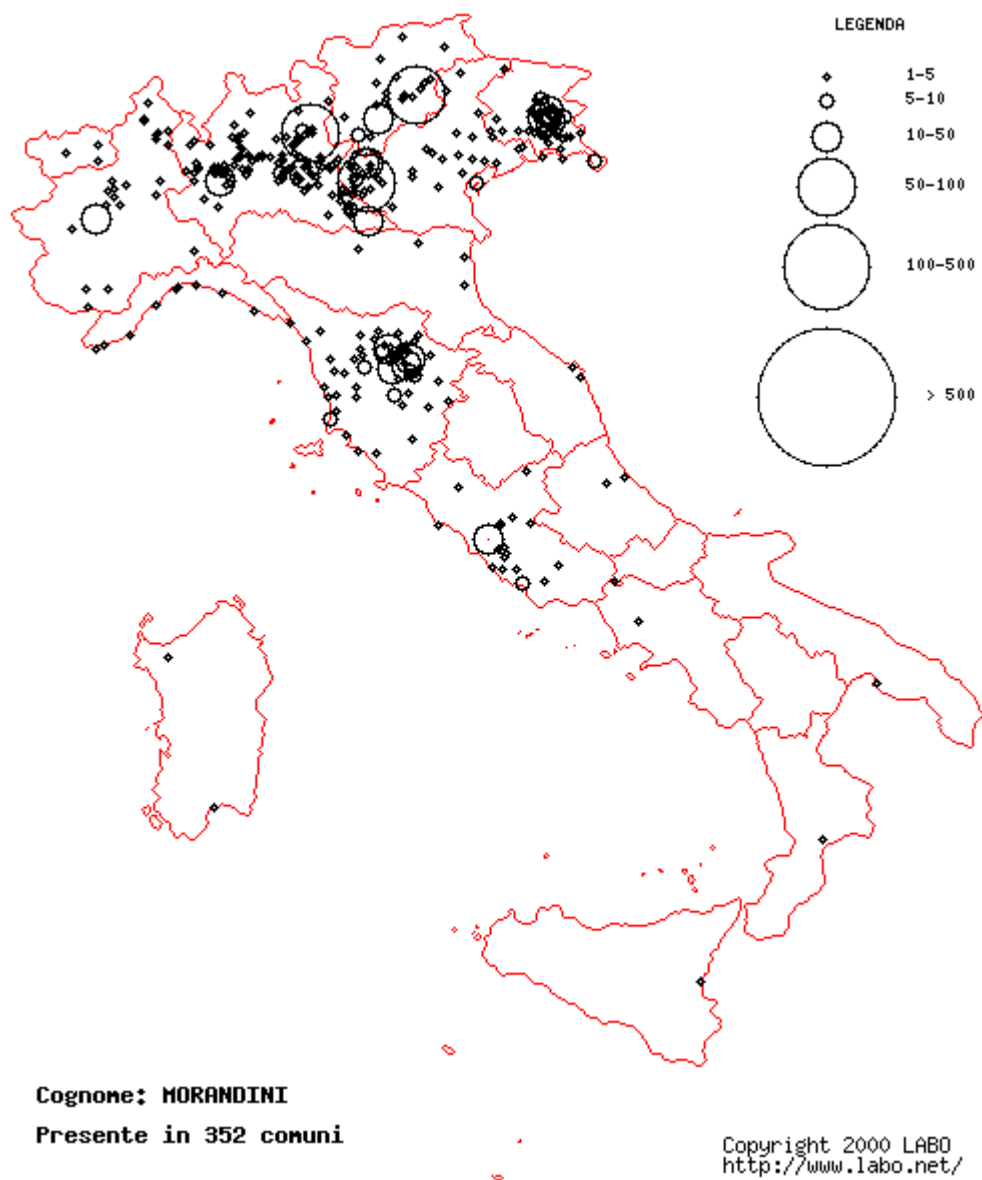 LEGENDA
1-5
5-10
10-50
50-100
100-500
> 500
Cognome: MORANDINI
Presente in 352 comuni
Copyright 2000 LABO
http://www.labo.net/